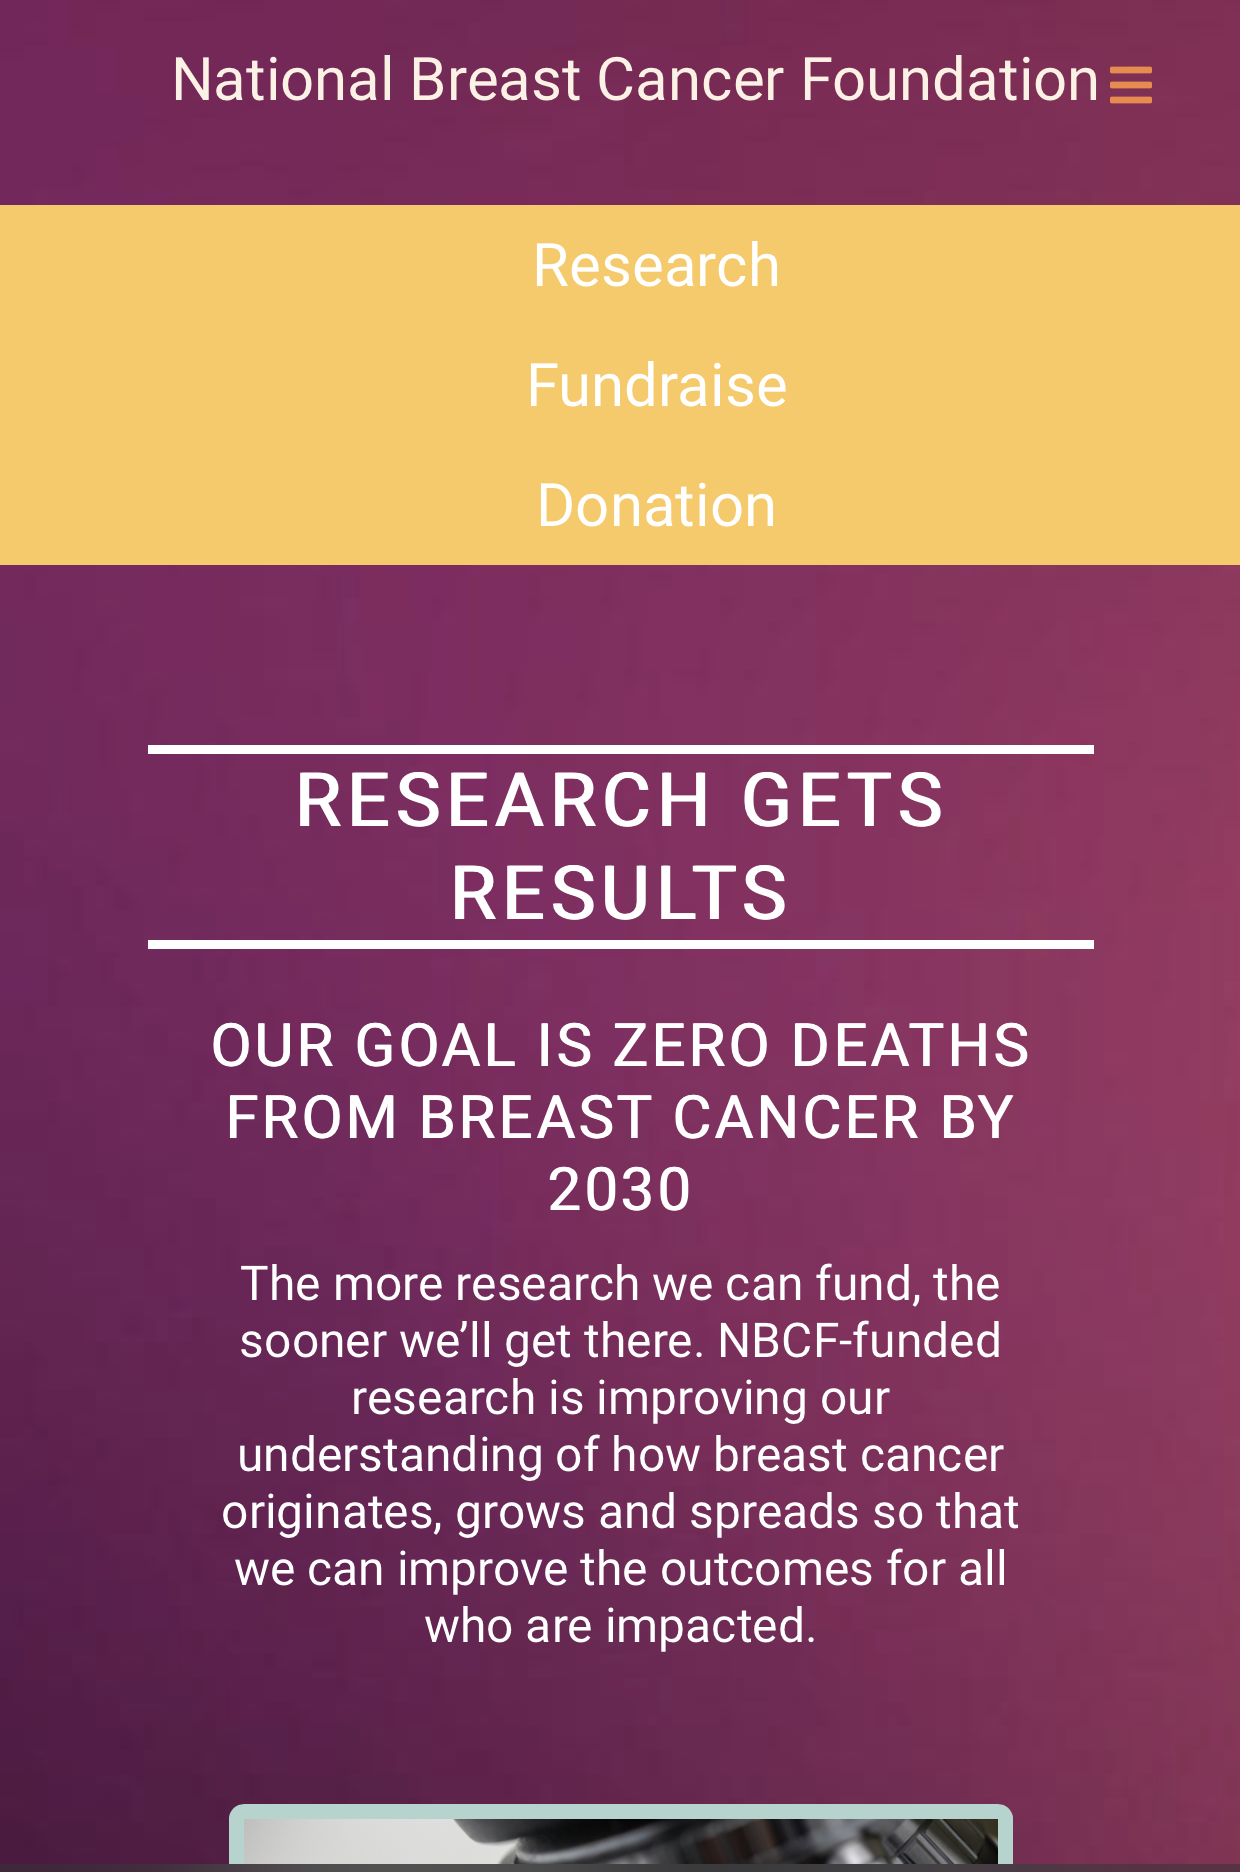 National Breast Cancer Foundation
Research
Fundraise
Donation
RESEARCH GETS
RESULTS
OUR GOAL IS ZERO DEATHS
FROM BREAST CANCER BY
2030
The more research we can fund, the
sooner we’ll get there. NBCF-funded
research is improving our
understanding of how breast cancer
originates, grows and spreads so that
we can improve the outcomes for all
who are impacted.